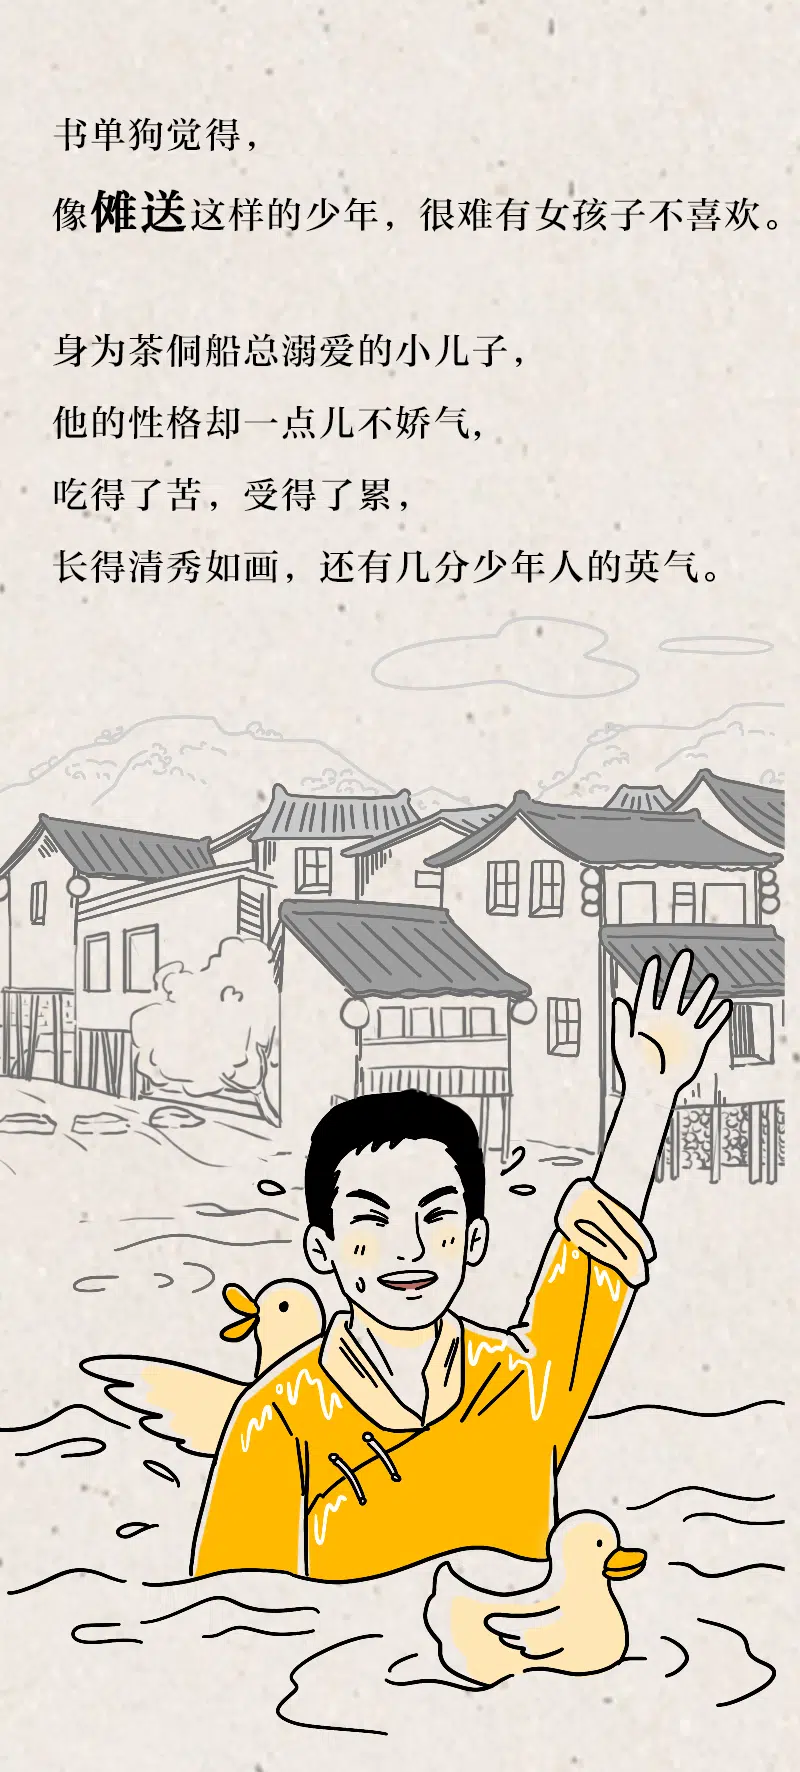 书单狗觉得，
像傩送这样的少年，很难有女孩子不喜欢。
身为茶侗船总溺爱的小儿子，
他的性格却一点儿不娇气，
吃得了苦，受得了累，
长得清秀如画，还有几分少年人的英气。